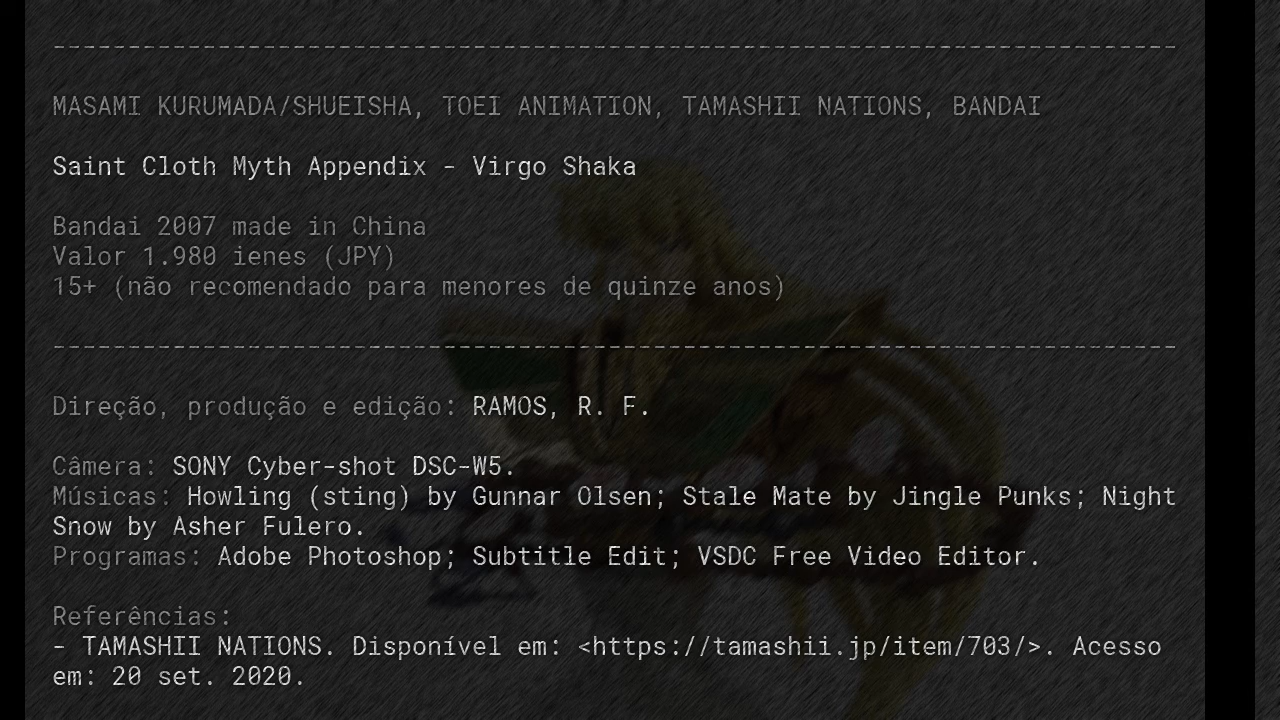 MASAMI KURUMADA/SHUEISHA, TOEI ANIMATION, TAMASHII NATIONS, BANDAI
Saint Cloth Myth Appendix - Virgo Shaka
Bandai 2007 made in China
Valor 1.980 ienes (JPY)
15+ (não recomendado para menores de quinze anos)
Direção, produção e edição: RAMOS, R. F.
Câmera: SONY Cyber-shot DSC-W5.
Músicas: Howling (sting) by Gunnar Olsen; Stale Mate by Jingle Punks; Night
Snow by Asher Fulero.
Programas: Adobe Photoshop; Subtitle Edit; VSDC Free Video Editor.
Referências:
- TAMASHII NATIONS. Disponível em: <https://tamashii.jp/item/703/>. Acesso
em: 20 set. 2020.